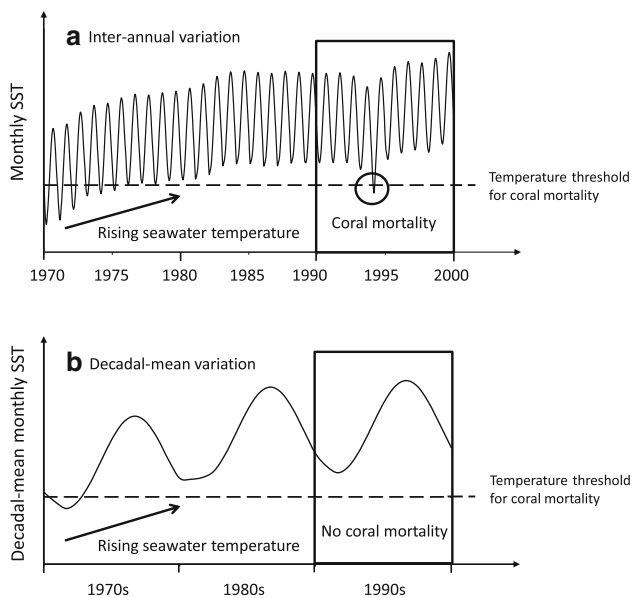 a Inter-annual variation
Monthly SST
Temperature threshold
for coral mortality
Coral mortality
Rising seawater temperature
1970 1975 1980 1985 1990 1995 2000
b Decadal-mean variation
Decadal-mean monthly SST
Temperature threshold
for coral mortality
No coral mortality
Rising seawater temperature
1970s 1980s 1990s